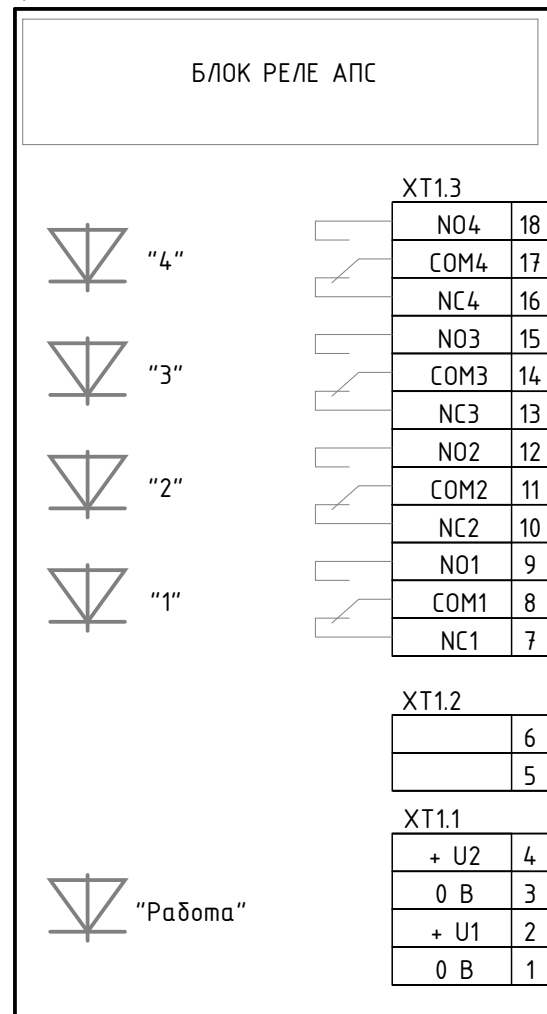 БЛОК РЕЛЕ АПС
XT1.3
"4"
NO4 18
COM4 17
NC4 16
"3"
NO3 15
COM3 14
NC3 13
"2"
NO2 12
COM2 11
NC2 10
"1"
NO1 9
COM1 8
NC1 7
XT1.2
6
5
XT1.1
+ U2 4
"Работа"
0 В 3
+ U1 2
0 В 1